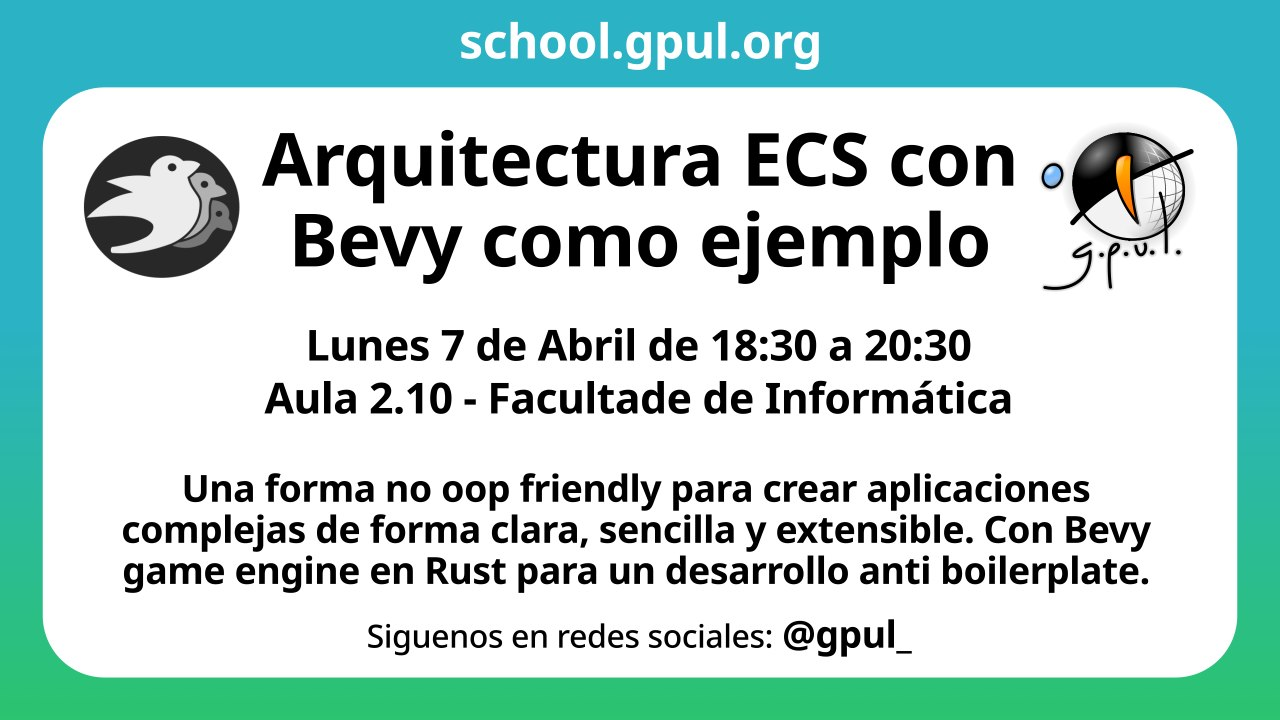 school.gpul.org
Arquitectura ECS con
Bevy como ejemplo
g.p.u.l.
Lunes 7 de Abril de 18:30 a 20:30
Aula 2.10 - Facultade de Informática
Una forma no oop friendly para crear aplicaciones
complejas de forma clara, sencilla y extensible. Con Bevy
game engine en Rust para un desarrollo anti boilerplate.
Siguenos en redes sociales: @gpul_